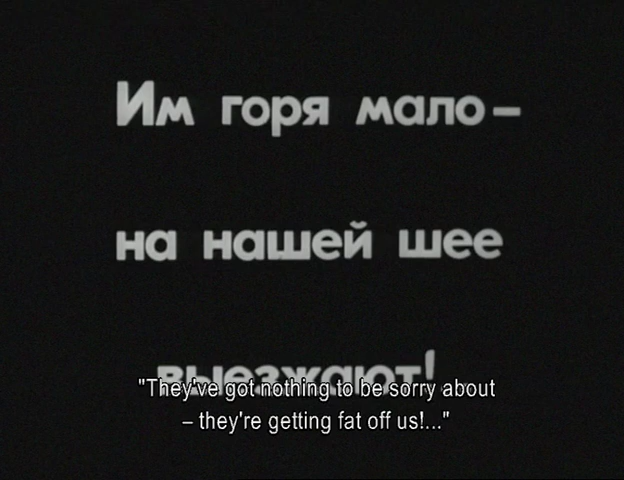 Им горя мало –
на нашей шее
выезжают!
"They've got nothing to be sorry about
– they're getting fat off us!..."